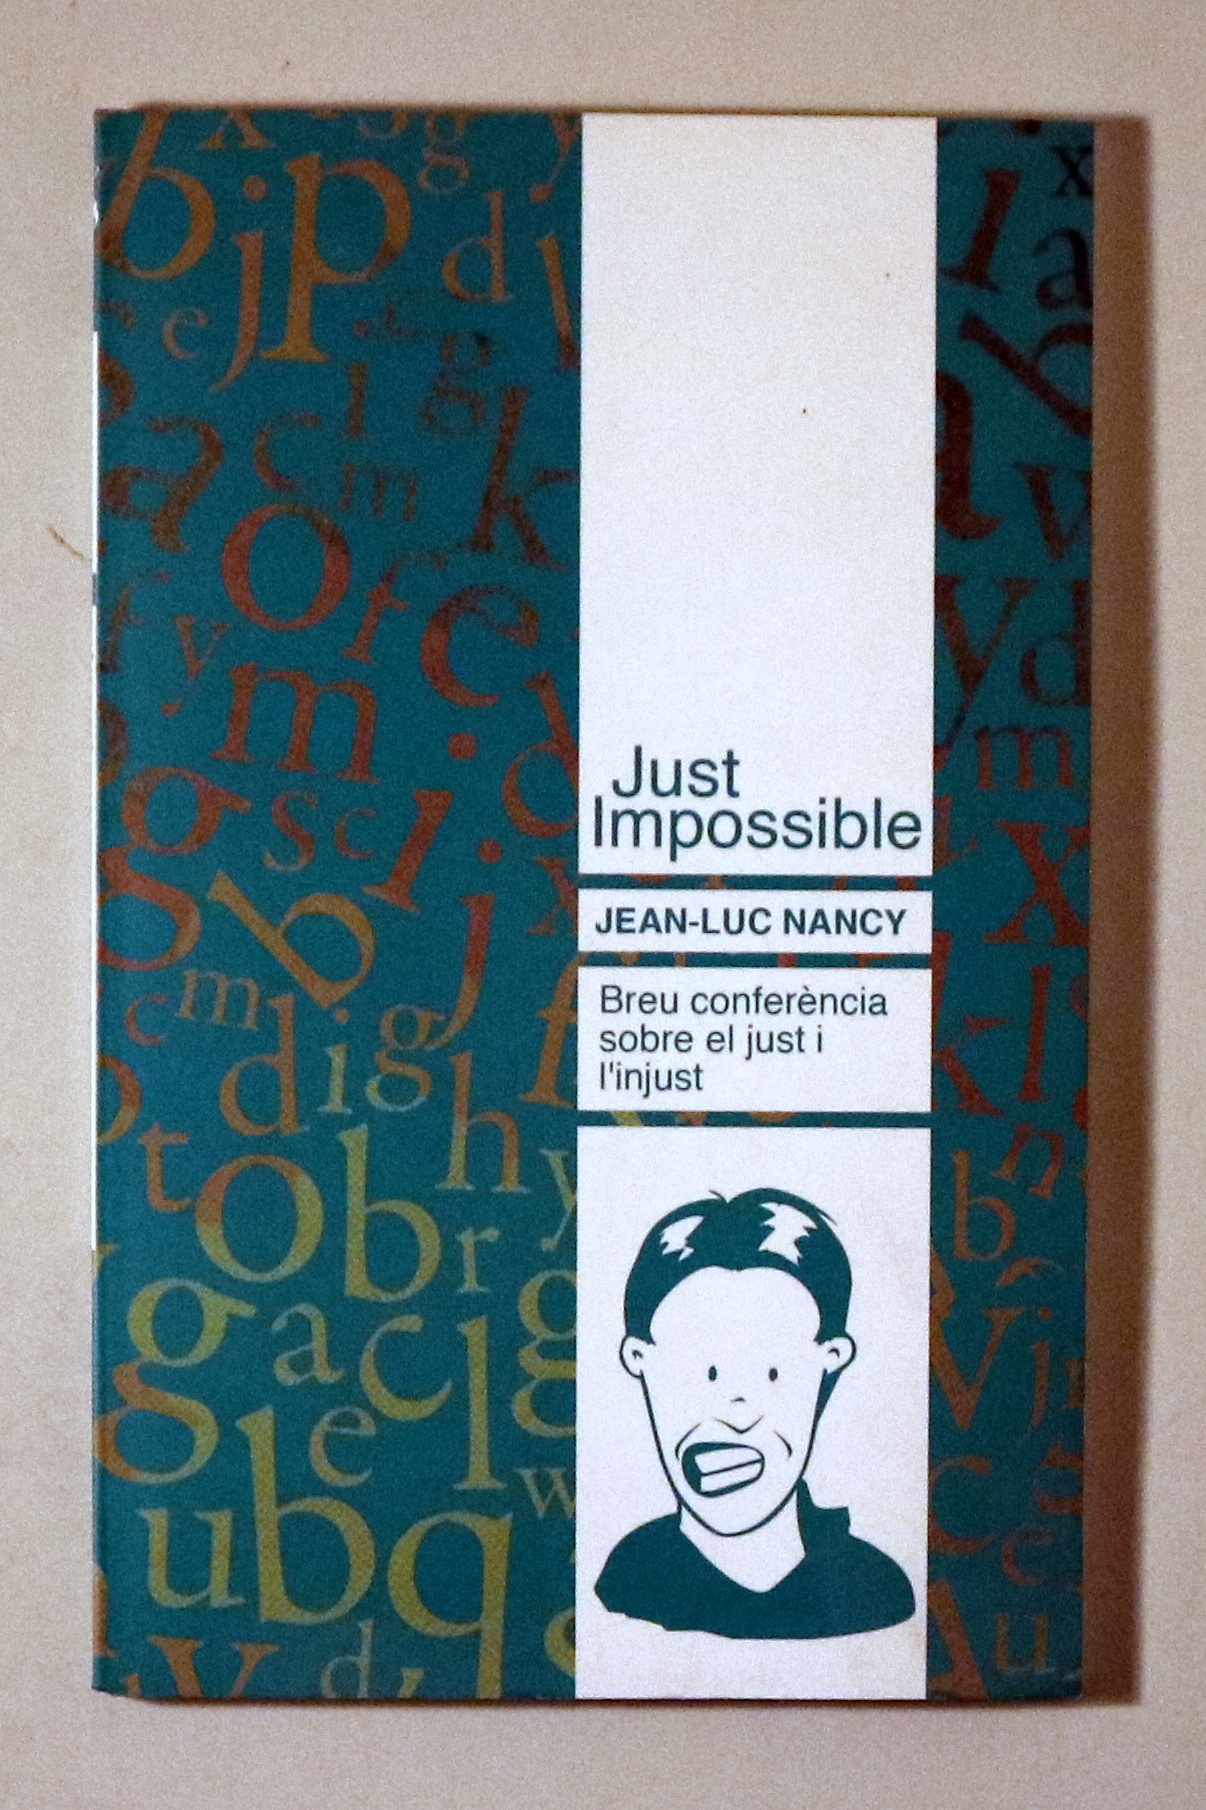 Just
Impossible
JEAN-LUC NANCY
Breu conferència
sobre el just i
l'injust